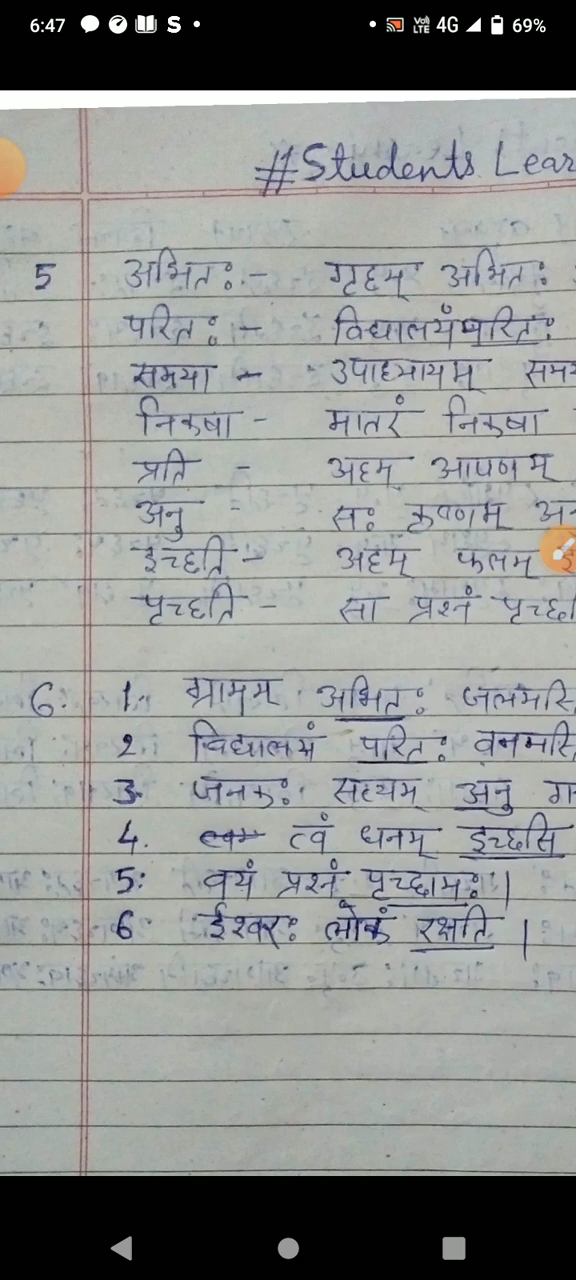 6:47 S 4G 69%
#Students Lear
5 अभितः - गृहम् अभितः
परितः - विद्यालयं परितः
समया - उपाध्यायम् सम
निकषा - मातरं निकषा
प्रति - अहम् आपणम्
अनु - सः कृष्णम् अ
इच्छति - अहम् फलम् इ
पृच्छति - सा प्रश्नं पृच्छ
6. 1. ग्रामम् अभितः जलमस्ति
2 विद्यालयं परितः वनमस्ति
3. जनकः सत्यम् अनु ग
4. त्वं धनम् इच्छसि
5. वयं प्रश्नं पृच्छामः।
6 ईश्वरः लोकं रक्षति।